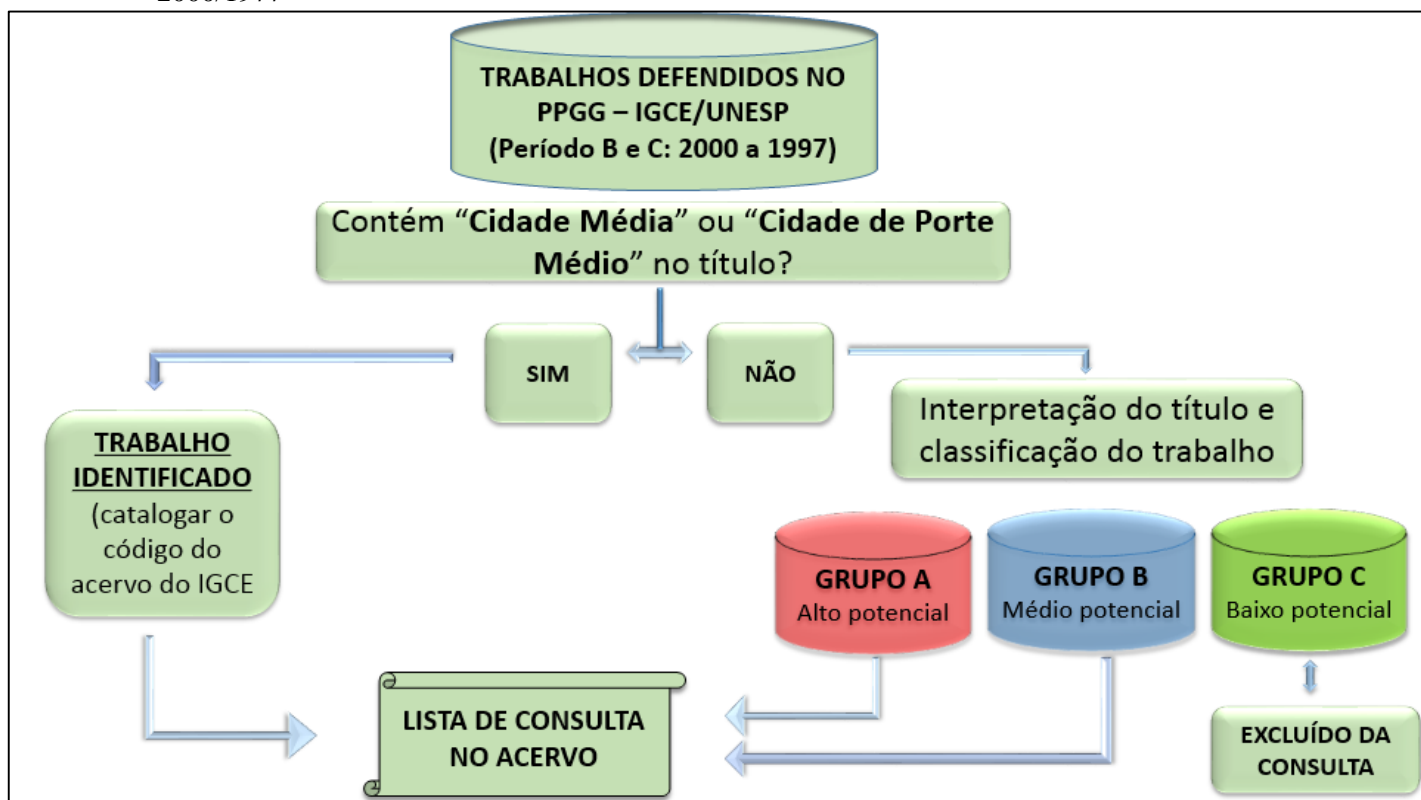 TRABALHOS DEFENDIDOS NO
PPGG – IGCE/UNESP
(Período B e C: 2000 a 1997)
Contém “Cidade Média” ou “Cidade de Porte
Médio” no título?
SIM
NÃO
TRABALHO
IDENTIFICADO
(catalogar o
código do
acervo do IGCE
Interpretação do título e
classificação do trabalho
GRUPO A
Alto potencial
GRUPO B
Médio potencial
GRUPO C
Baixo potencial
LISTA DE CONSULTA
NO ACERVO
EXCLUÍDO DA
CONSULTA